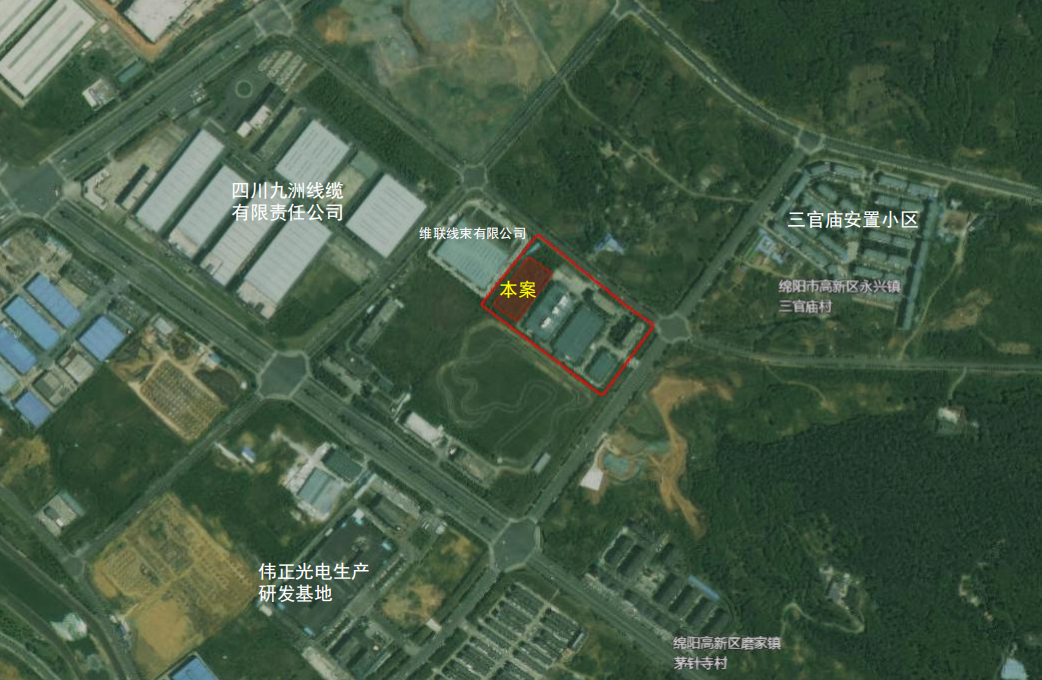 四川九洲线缆
有限责任公司
维联线束有限公司
三官庙安置小区
本案
绵阳市高新区永兴镇
三官庙村
伟正光电生产
研发基地
绵阳高新区磨家镇
茅针寺村